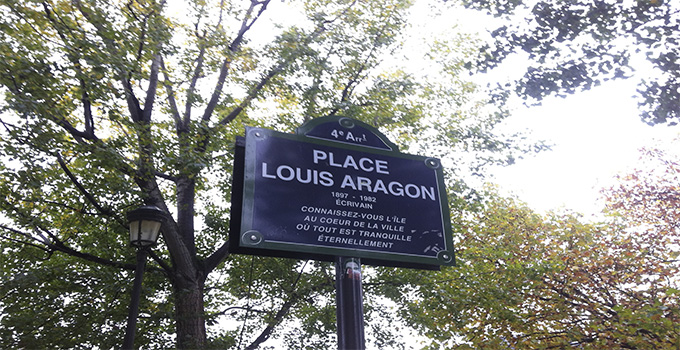 4e Arrt
PLACE
LOUIS ARAGON
1897 - 1982
ÉCRIVAIN
CONNAISSEZ-VOUS L'ÎLE
AU COEUR DE LA VILLE
OÙ TOUT EST TRANQUILLE
ÉTERNELLEMENT